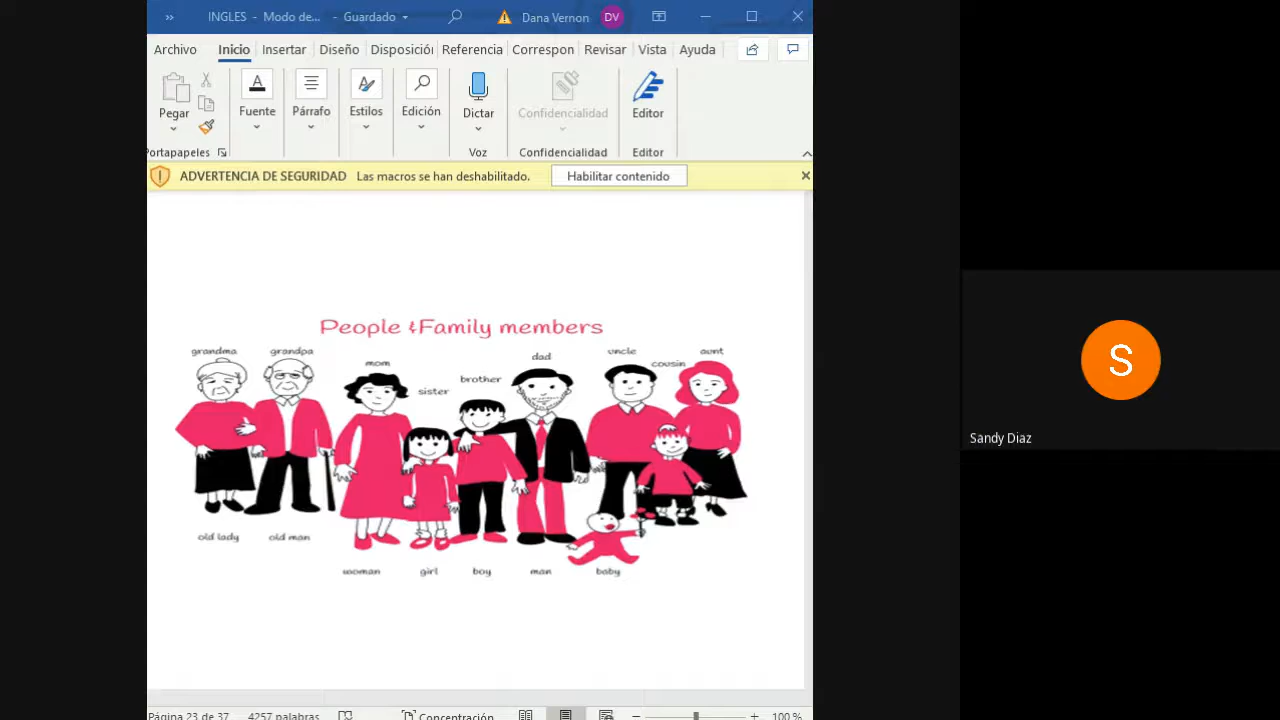 INGLES - Modo de... - Guardado
Dana Vernon DV
Archivo Inicio Insertar Diseño Disposición Referencia Correspon Revisar Vista Ayuda
Pegar Fuente Párrafo Estilos Edición Dictar Confidencialidad Editor
Portapapeles Voz Confidencialidad Editor
ADVERTENCIA DE SEGURIDAD Las macros se han deshabilitado. Habilitar contenido
People & Family members
grandma grandpa mom sister brother dad uncle cousin aunt
old lady old man
woman girl boy man baby
S
Sandy Diaz
Página 23 de 37 4257 palabras Concentración 100 %